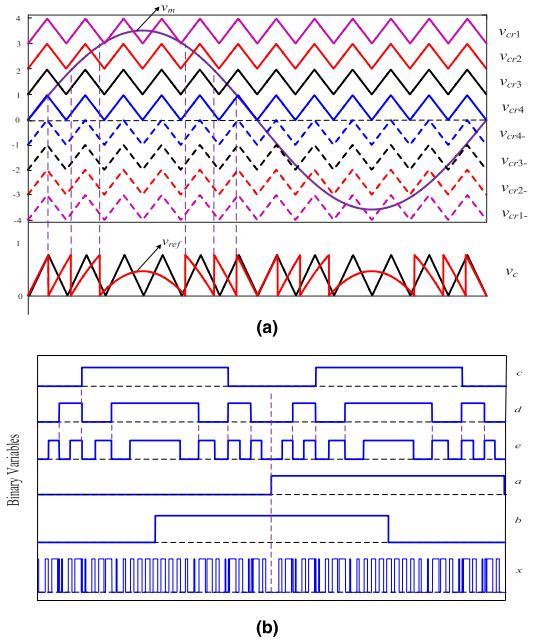 4
v_m
v_cr1
3
v_cr2
2
v_cr3
1
v_cr4
0
v_cr4-
-1
v_cr3-
-2
v_cr2-
-3
v_cr1-
-4
1
v_ref
v_c
0
(a)
c
d
e
Binary Variables
a
b
x
(b)